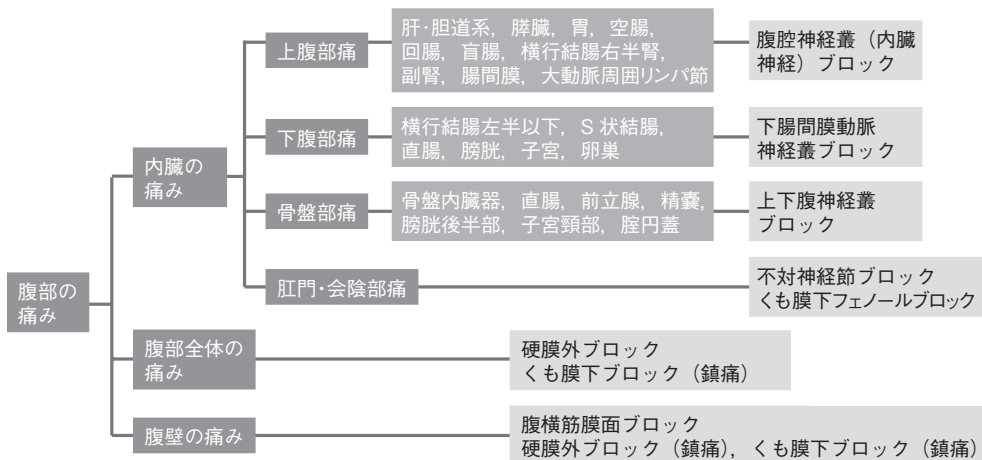 上腹部痛
肝・胆道系，膵臓，胃，空腸，
回腸，盲腸，横行結腸右半腎，
副腎，腸間膜，大動脈周囲リンパ節
腹腔神経叢（内臓
神経）ブロック
下腹部痛
横行結腸左半以下，S 状結腸，
直腸，膀胱，子宮，卵巣
下腸間膜動脈
神経叢ブロック
内臓の
痛み
骨盤部痛
骨盤内臓器，直腸，前立腺，精嚢，
膀胱後半部，子宮頸部，腟円蓋
上下腹神経叢
ブロック
肛門・会陰部痛
不対神経節ブロック
くも膜下フェノールブロック
腹部の
痛み
腹部全体の
痛み
硬膜外ブロック
くも膜下ブロック（鎮痛）
腹壁の痛み
腹横筋膜面ブロック
硬膜外ブロック（鎮痛），くも膜下ブロック（鎮痛）